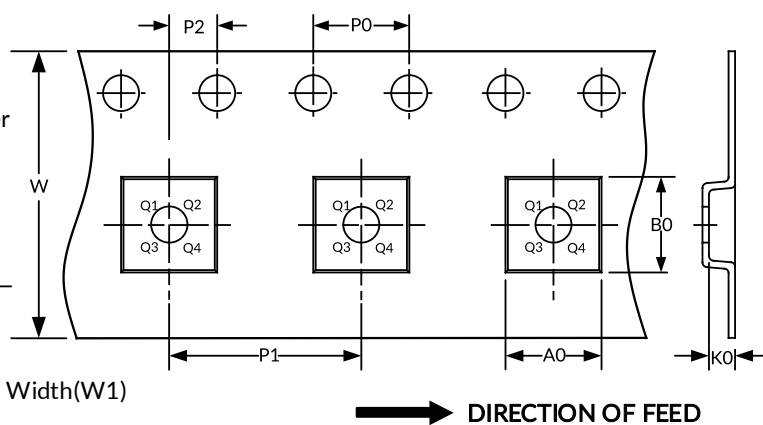 P2
P0
er
W
Q1 Q2
Q1 Q2
Q1 Q2
B0
Q3 Q4
Q3 Q4
Q3 Q4
P1
A0
K0
Width(W1)
DIRECTION OF FEED